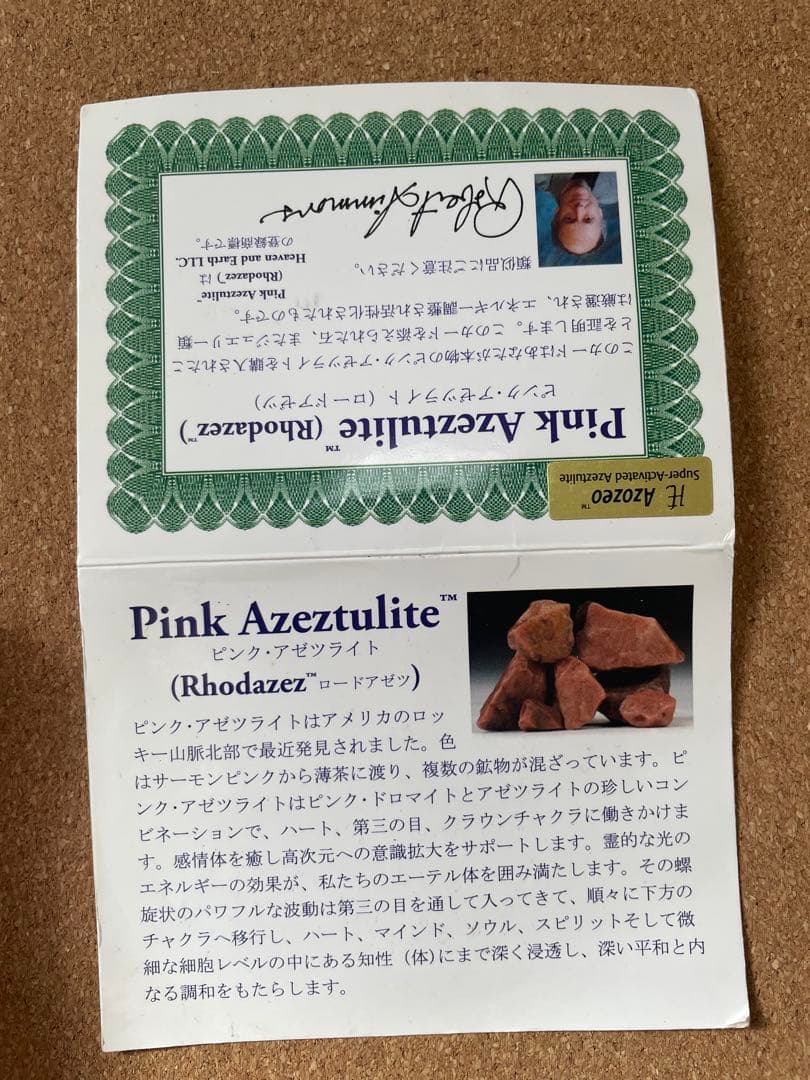 Pink Azeztulite™ (Rhodazez™)
ピンク・アゼツライト（ロードアゼツ）
このカードはあなたが本物のピンク・アゼツライトを購入されたこ
とを証明します。このカードを添えられた石、またジュエリー類
は厳選され、エネルギー調整され活性化されたものです。
類似品にご注意ください。
Pink Azeztulite™
(Rhodazez) は
Heaven and Earth LLC.
の登録商標です。
Robert Simmons
Æ Azozeo™
Super-Activated Azeztulite
Pink Azeztulite™
ピンク・アゼツライト
(Rhodazez™ロードアゼツ)
ピンク・アゼツライトはアメリカのロッ
キー山脈北部で最近発見されました。色
はサーモンピンクから薄茶に渡り、複数の鉱物が混ざっています。ピ
ンク・アゼツライトはピンク・ドロマイトとアゼツライトの珍しいコン
ビネーションで、ハート、第三の目、クラウンチャクラに働きかけま
す。感情体を癒し高次元への意識拡大をサポートします。霊的な光の
エネルギーの効果が、私たちのエーテル体を囲み満たします。その螺
旋状のパワフルな波動は第三の目を通して入ってきて、順々に下方の
チャクラへ移行し、ハート、マインド、ソウル、スピリットそして微
細な細胞レベルの中にある知性（体）にまで深く浸透し、深い平和と内
なる調和をもたらします。